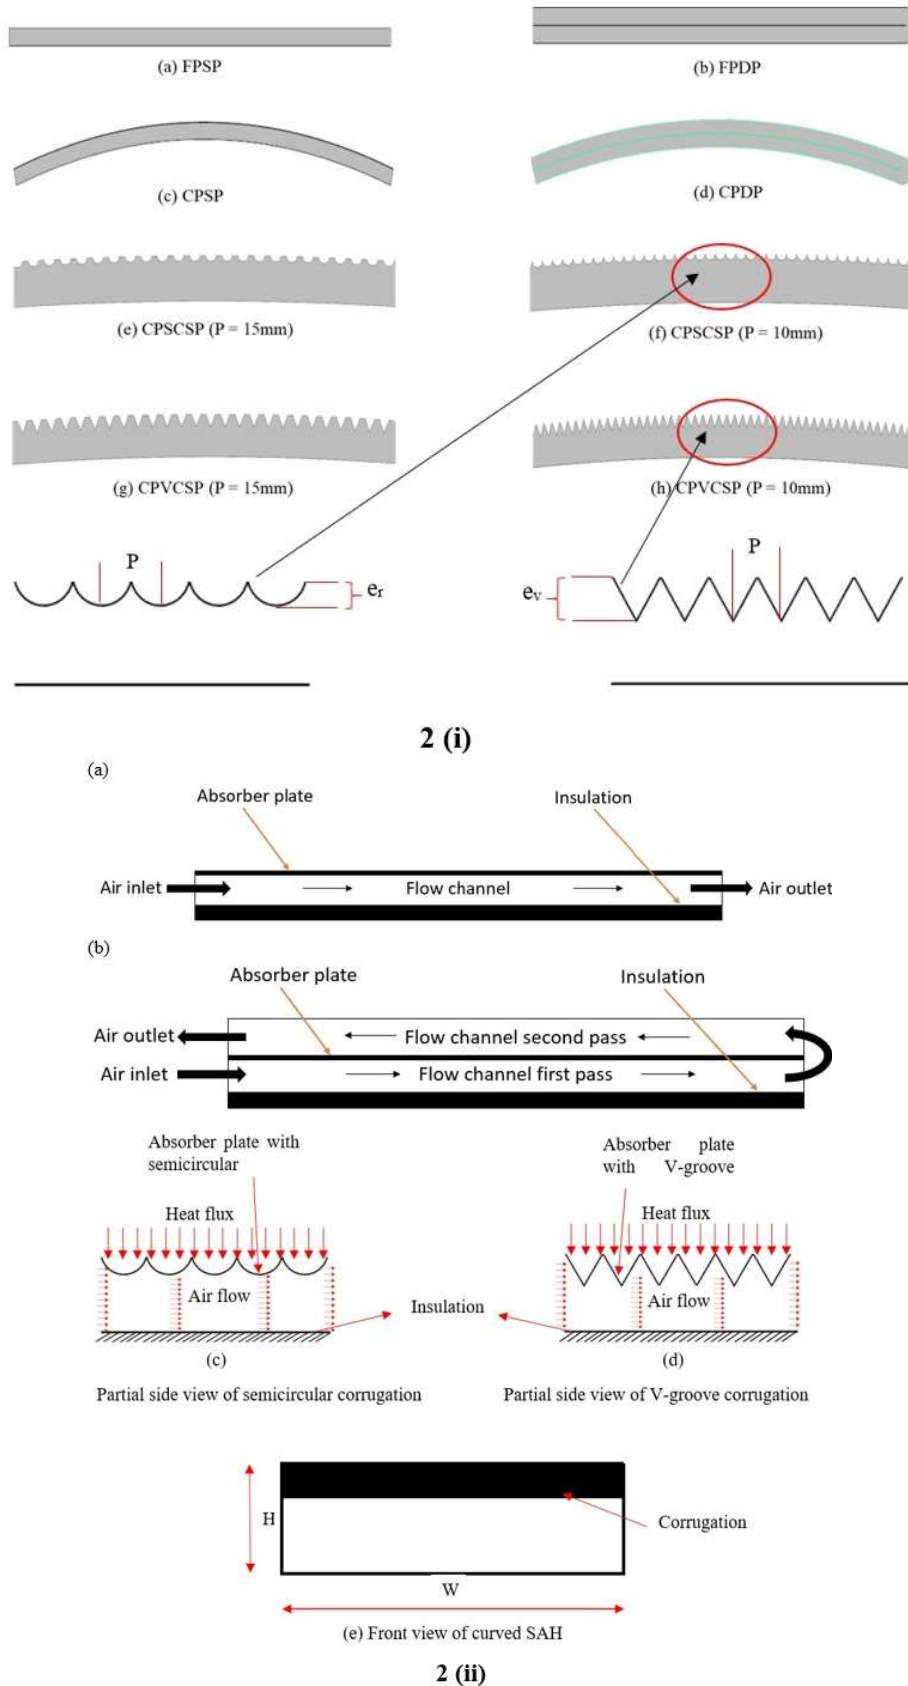 (a) FPSP
(b) FPDP
(c) CPSP
(d) CPDP
(e) CPSCSP (P = 15mm)
(f) CPSCSP (P = 10mm)
(g) CPVCSP (P = 15mm)
(h) CPVCSP (P = 10mm)
P
er
P
ev
2 (i)
(a)
Absorber plate
Insulation
Air inlet
Flow channel
Air outlet
(b)
Absorber plate
Insulation
Air outlet
Flow channel second pass
Air inlet
Flow channel first pass
Absorber plate with
semicircular
Heat flux
Air flow
Absorber plate
with V-groove
Heat flux
Air flow
Insulation
(c)
(d)
Partial side view of semicircular corrugation
Partial side view of V-groove corrugation
H
Corrugation
W
(e) Front view of curved SAH
2 (ii)